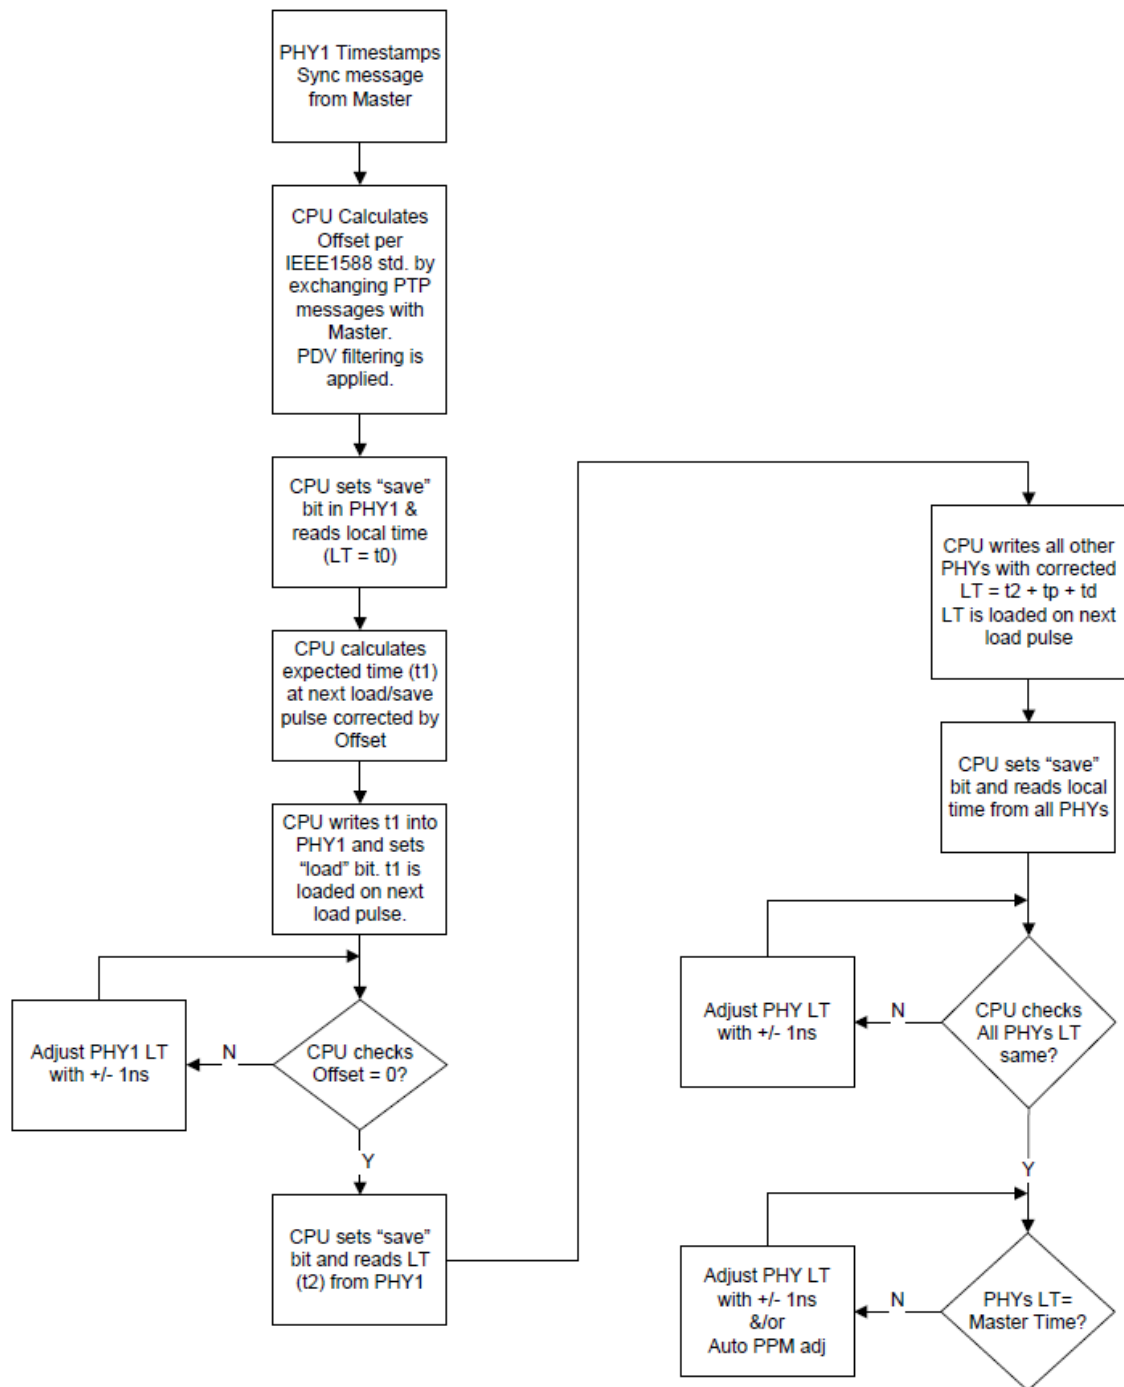 PHY1 Timestamps
Sync message
from Master
CPU Calculates
Offset per
IEEE1588 std. by
exchanging PTP
messages with
Master.
PDV filtering is
applied.
CPU sets “save”
bit in PHY1 &
reads local time
(LT = t0)
CPU calculates
expected time (t1)
at next load/save
pulse corrected by
Offset
CPU writes t1 into
PHY1 and sets
“load” bit. t1 is
loaded on next
load pulse.
CPU checks
Offset = 0?
N
Adjust PHY1 LT
with +/- 1ns
Y
CPU sets “save”
bit and reads LT
(t2) from PHY1
CPU writes all other
PHYs with corrected
LT = t2 + tp + td
LT is loaded on next
load pulse
CPU sets “save”
bit and reads local
time from all PHYs
CPU checks
All PHYs LT
same?
N
Adjust PHY LT
with +/- 1ns
Y
PHYs LT=
Master Time?
N
Adjust PHY LT
with +/- 1ns
&/or
Auto PPM adj